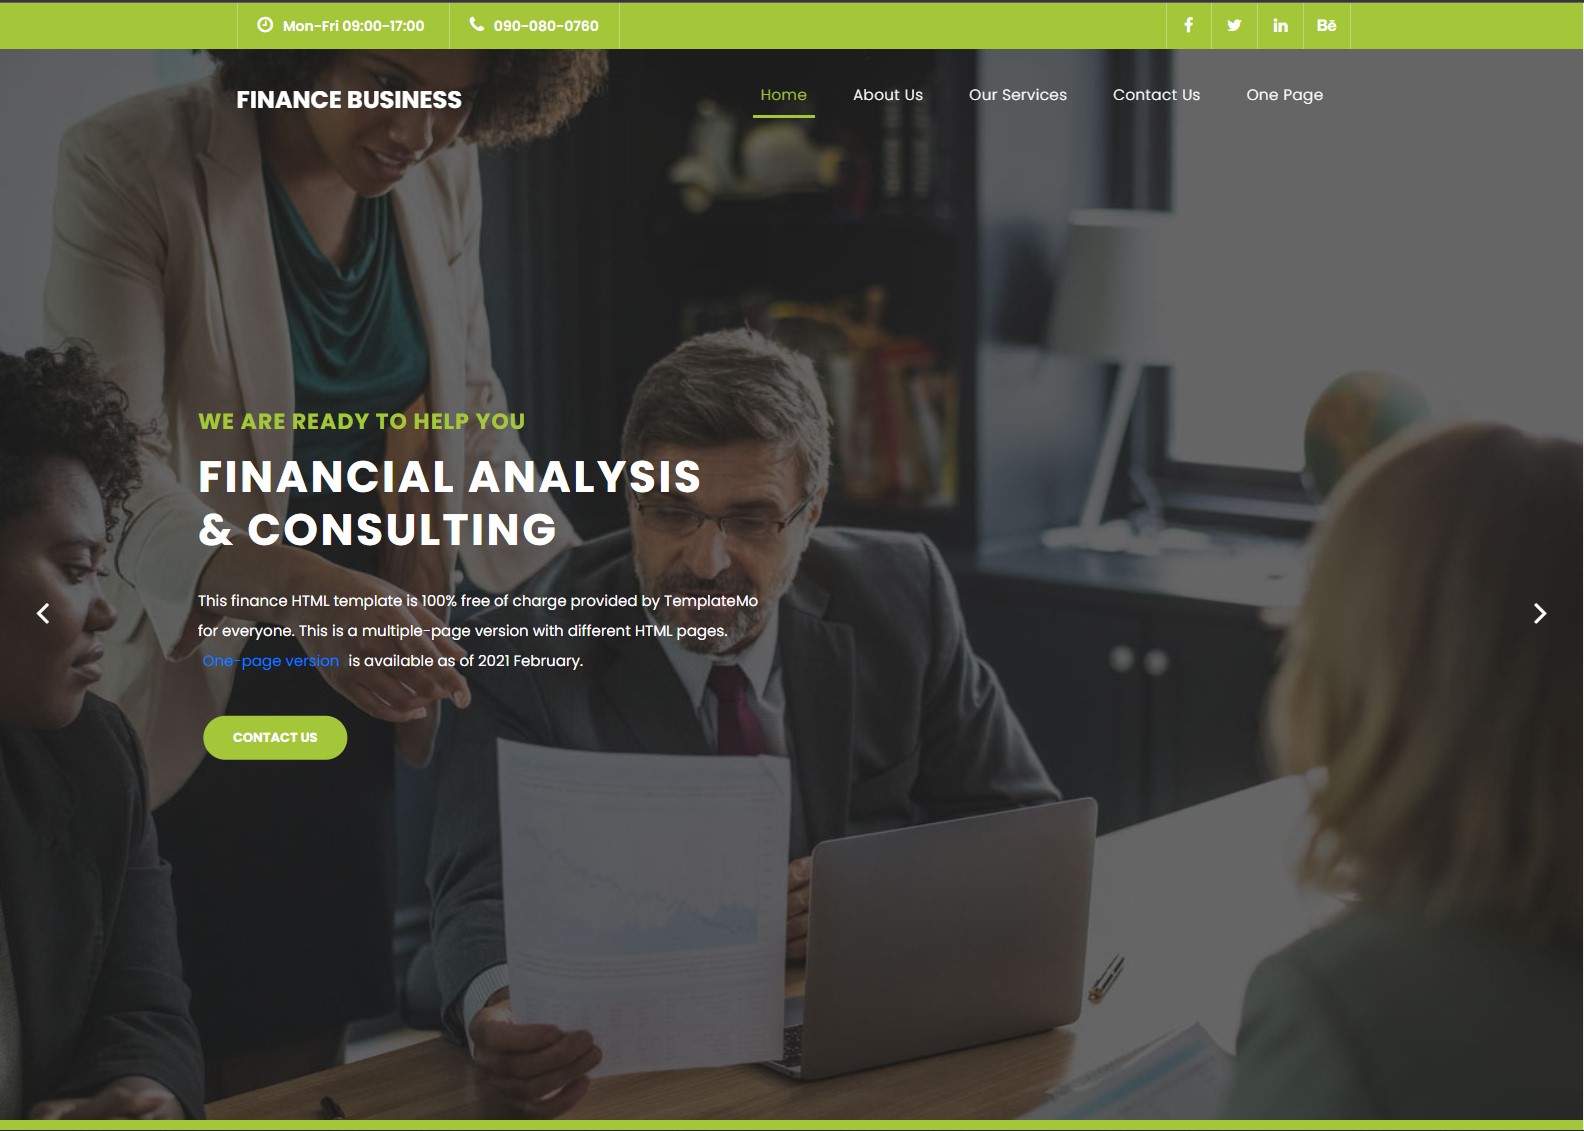 Mon-Fri 09:00-17:00
090-080-0760
Bē
FINANCE BUSINESS
Home
About Us
Our Services
Contact Us
One Page
WE ARE READY TO HELP YOU
FINANCIAL ANALYSIS
& CONSULTING
This finance HTML template is 100% free of charge provided by TemplateMo
for everyone. This is a multiple-page version with different HTML pages.
One-page version is available as of 2021 February.
CONTACT US